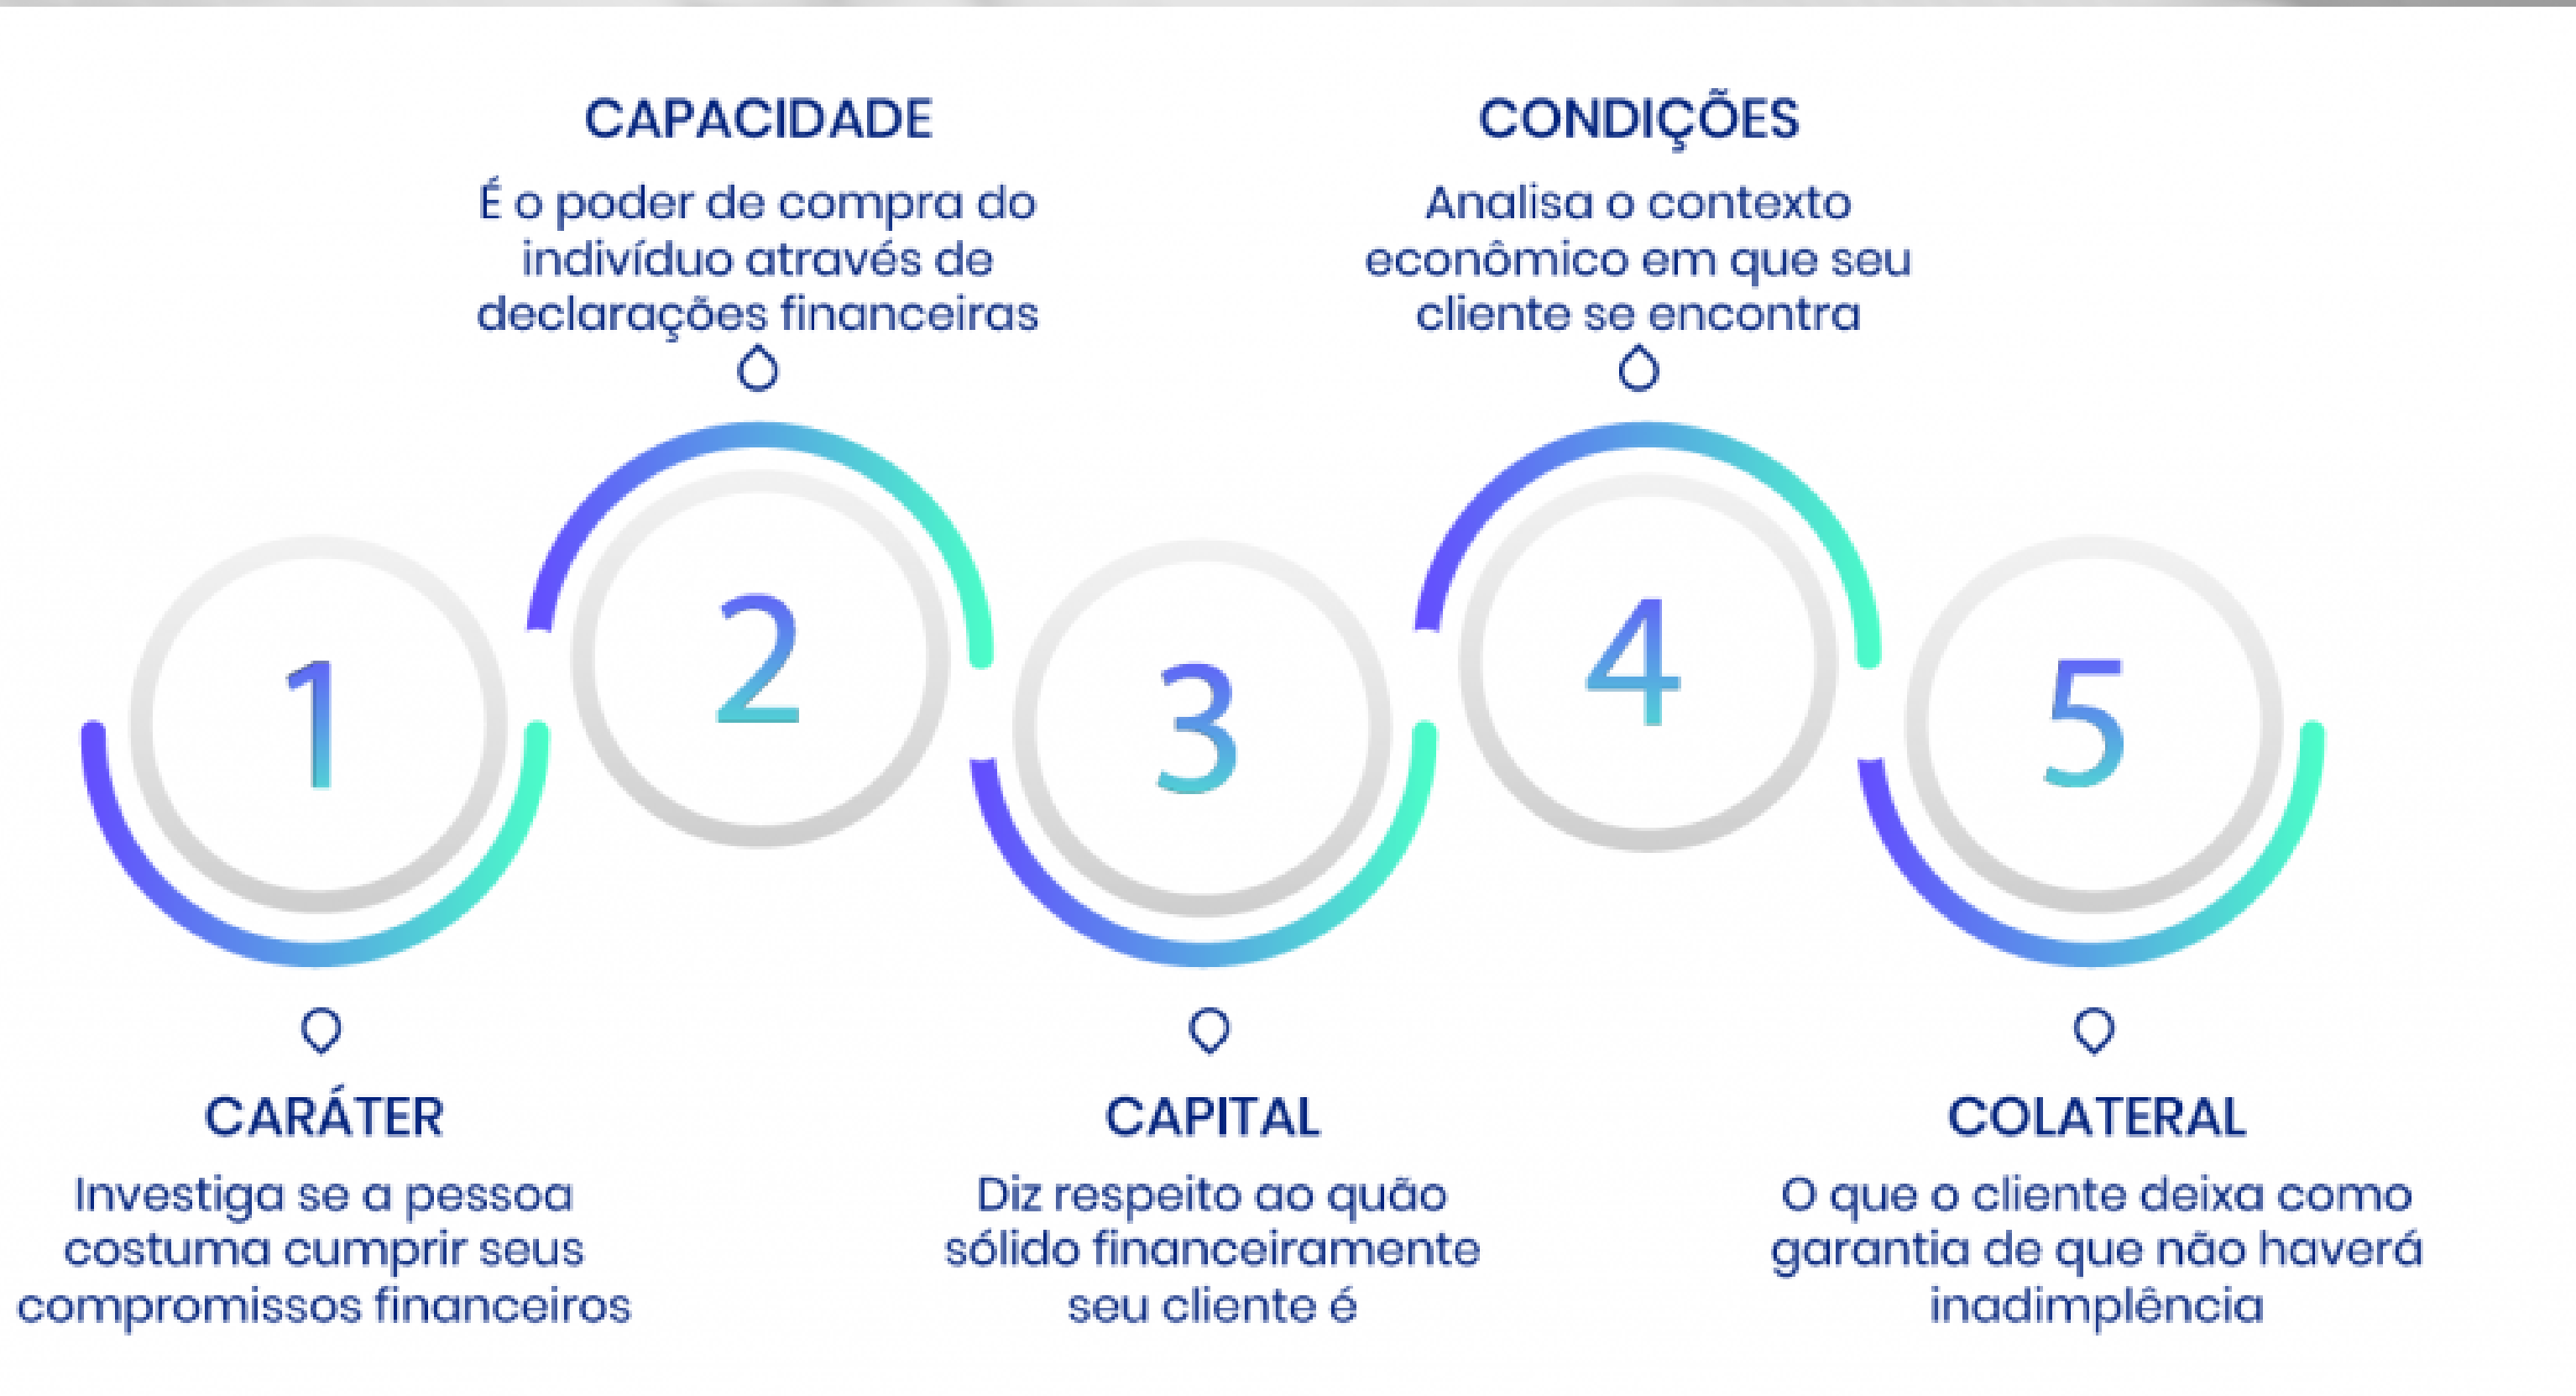 CAPACIDADE
É o poder de compra do
indivíduo através de
declarações financeiras
CONDIÇÕES
Analisa o contexto
econômico em que seu
cliente se encontra
1
2
3
4
5
CARÁTER
Investiga se a pessoa
costuma cumprir seus
compromissos financeiros
CAPITAL
Diz respeito ao quão
sólido financeiramente
seu cliente é
COLATERAL
O que o cliente deixa como
garantia de que não haverá
inadimplência